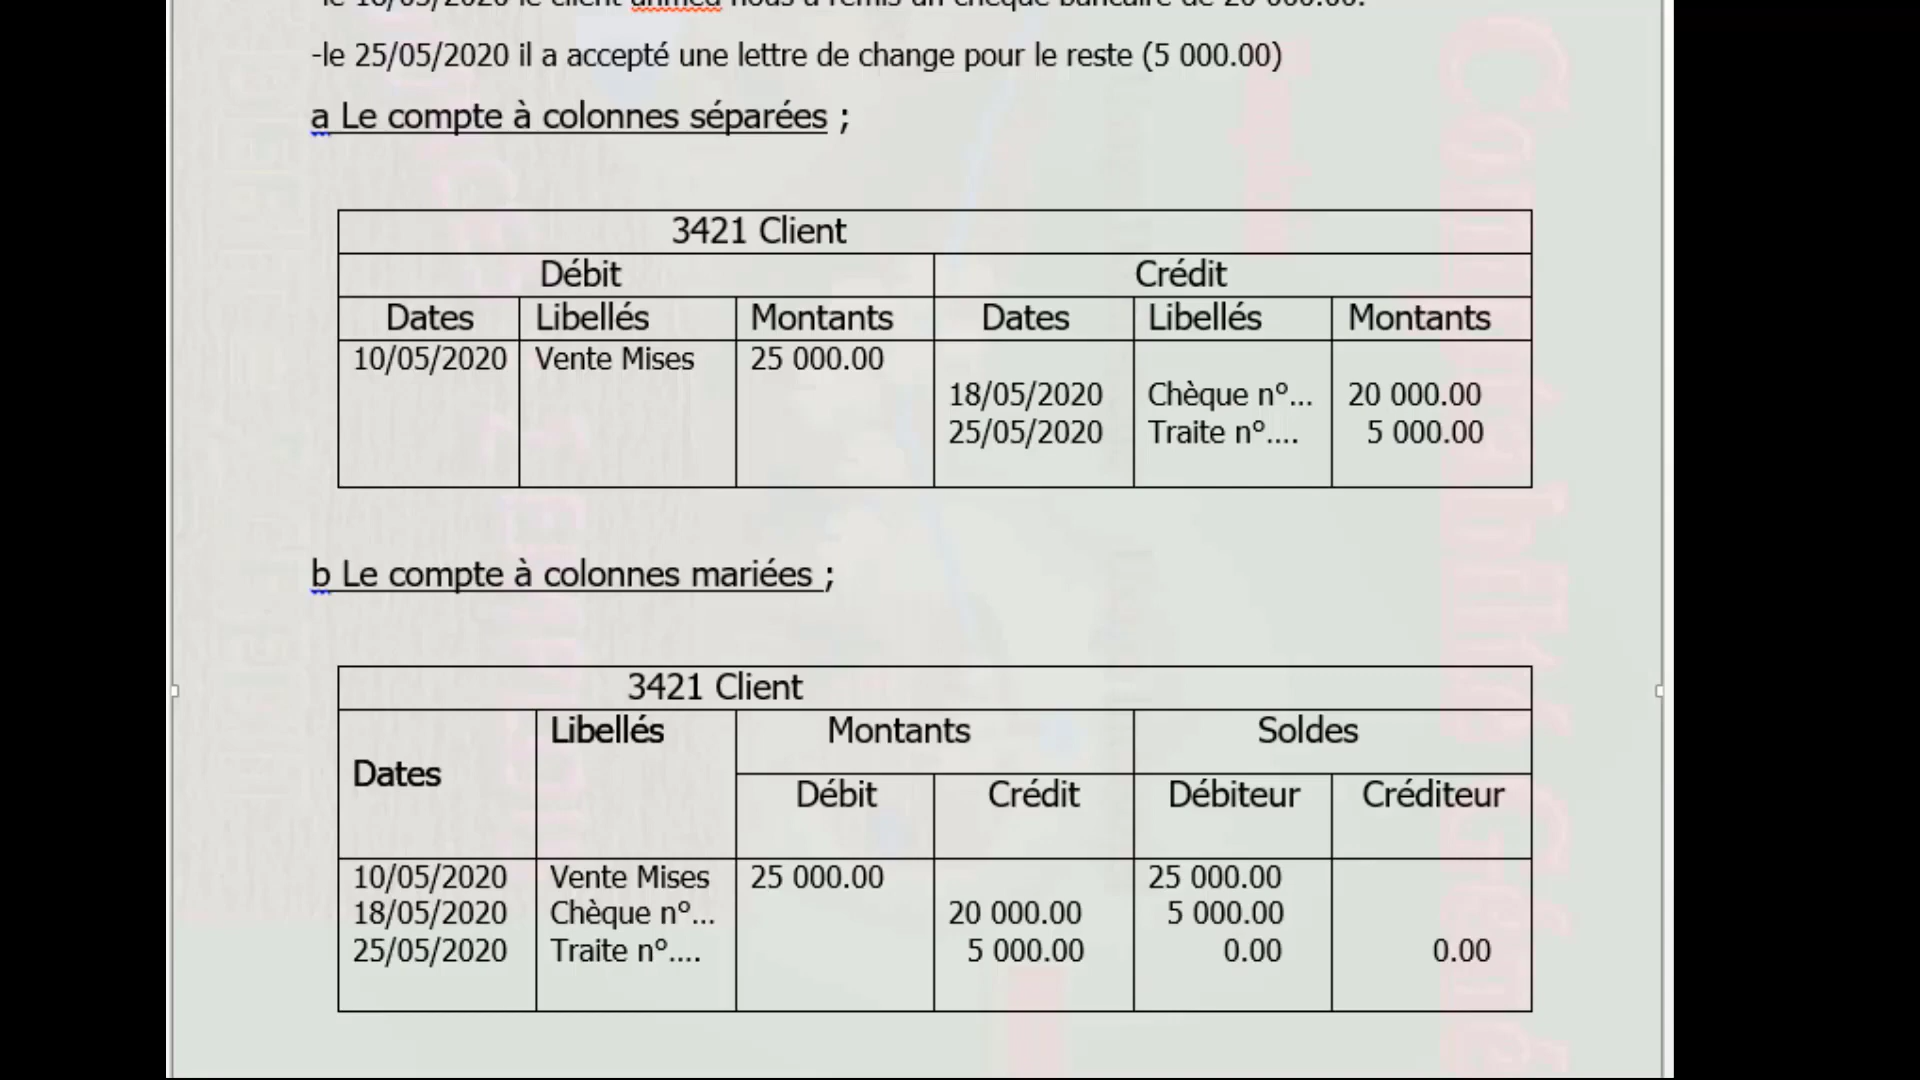 -le 25/05/2020 il a accepté une lettre de change pour le reste (5 000.00)
a Le compte à colonnes séparées ;
3421 Client
Débit Crédit
Dates Libellés Montants Dates Libellés Montants
10/05/2020 Vente Mises 25 000.00
18/05/2020 Chèque n°... 20 000.00
25/05/2020 Traite n°.... 5 000.00
b Le compte à colonnes mariées ;
3421 Client
Libellés Montants Soldes
Dates
Débit Crédit Débiteur Créditeur
10/05/2020 Vente Mises 25 000.00 25 000.00
18/05/2020 Chèque n°... 20 000.00 5 000.00
25/05/2020 Traite n°.... 5 000.00 0.00 0.00